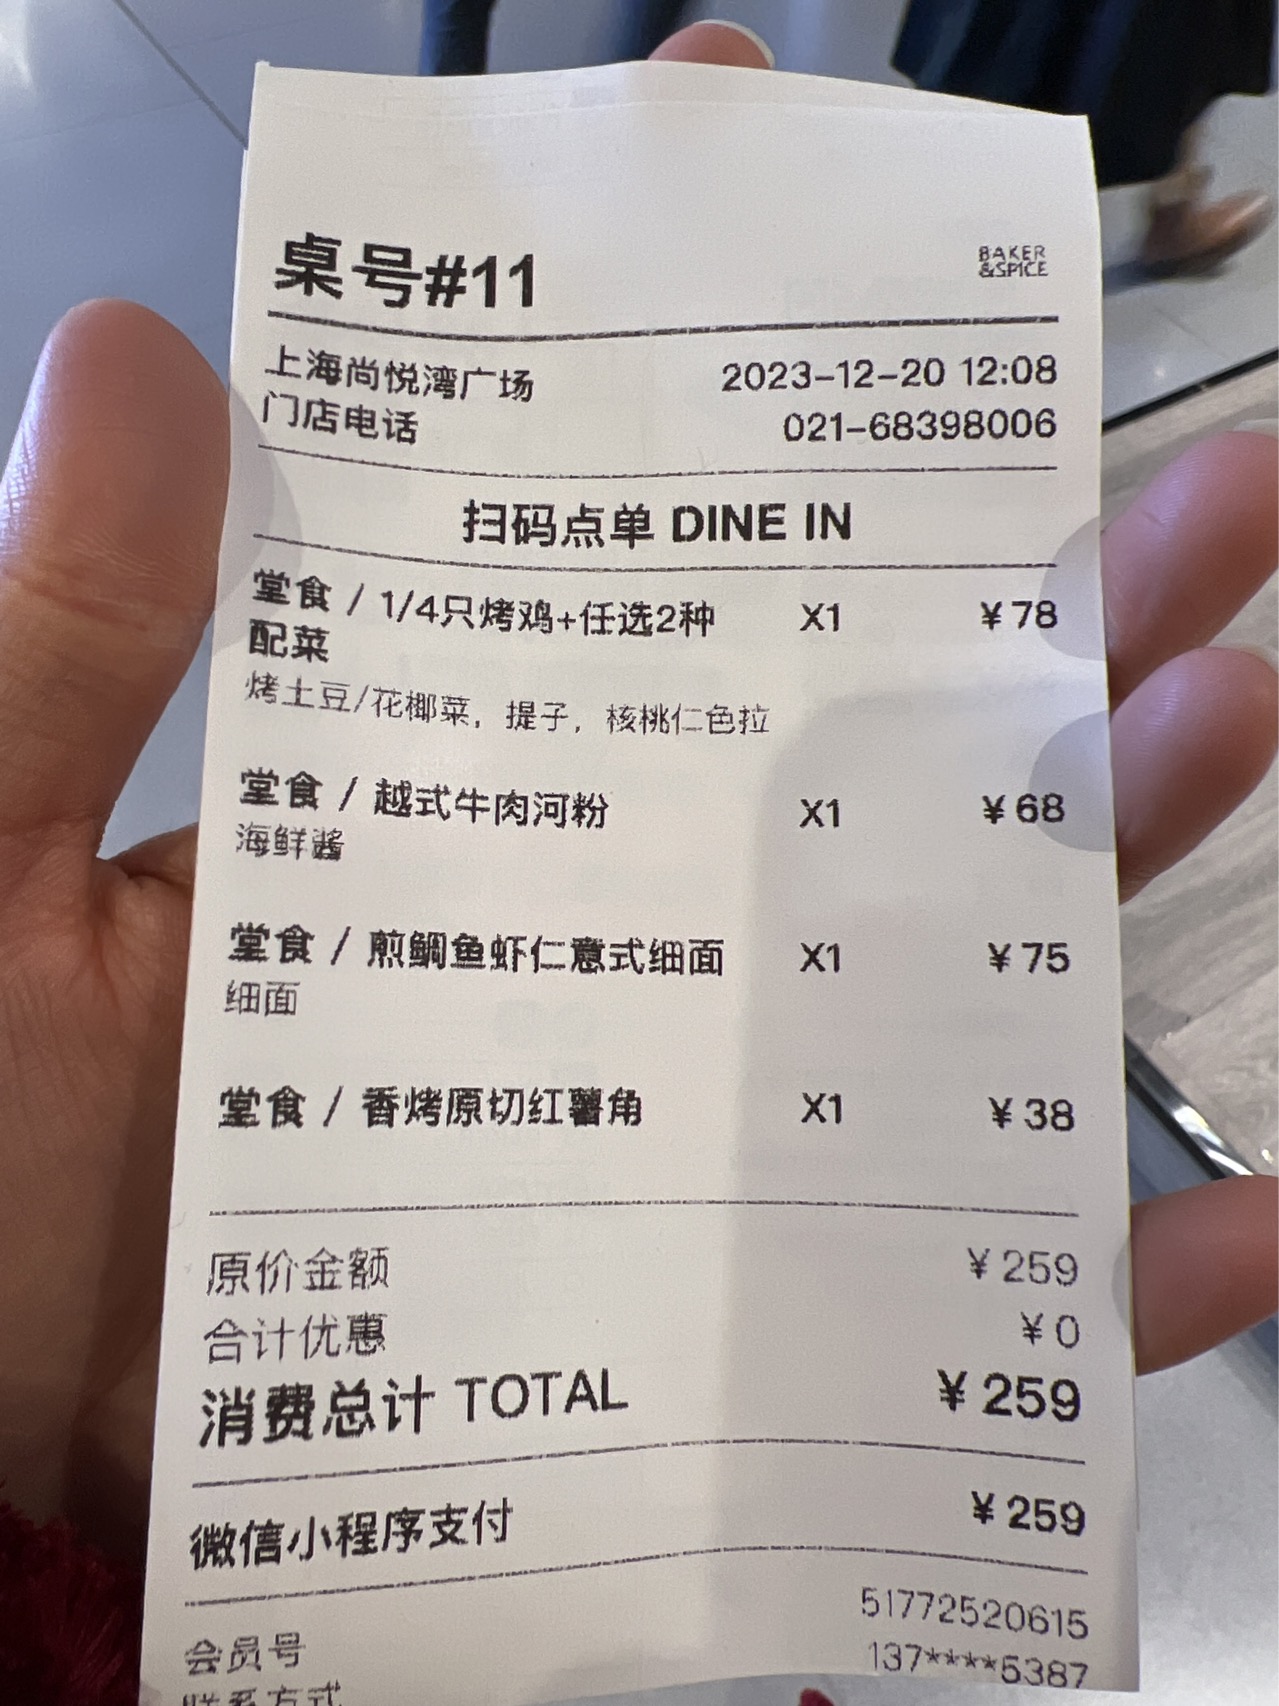 桌号#11
BAKER
&SPICE
上海尚悦湾广场 2023-12-20 12:08
门店电话 021-68398006
扫码点单 DINE IN
堂食 / 1/4只烤鸡+任选2种 X1 ¥78
配菜
烤土豆/花椰菜，提子，核桃仁色拉
堂食 / 越式牛肉河粉 X1 ¥68
海鲜酱
堂食 / 煎鲷鱼虾仁意式细面 X1 ¥75
细面
堂食 / 香烤原切红薯角 X1 ¥38
原价金额 ¥259
合计优惠 ¥0
消费总计 TOTAL ¥259
微信小程序支付 ¥259
会员号 51772520615
联系方式 137****5387